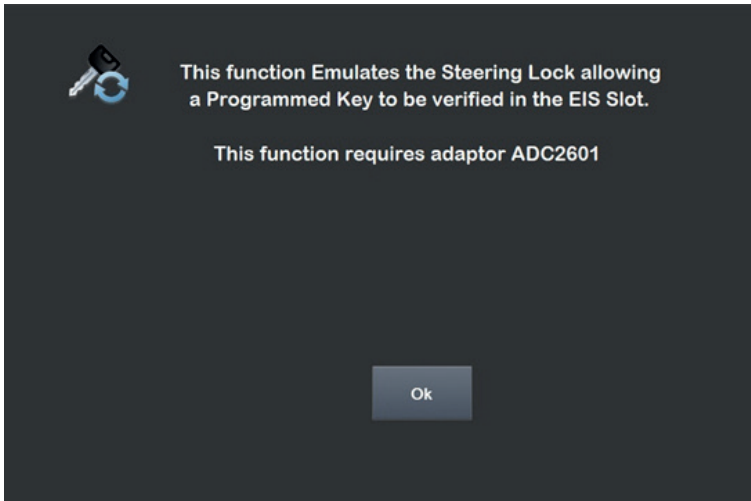 This function Emulates the Steering Lock allowing
a Programmed Key to be verified in the EIS Slot.
This function requires adaptor ADC2601
Ok